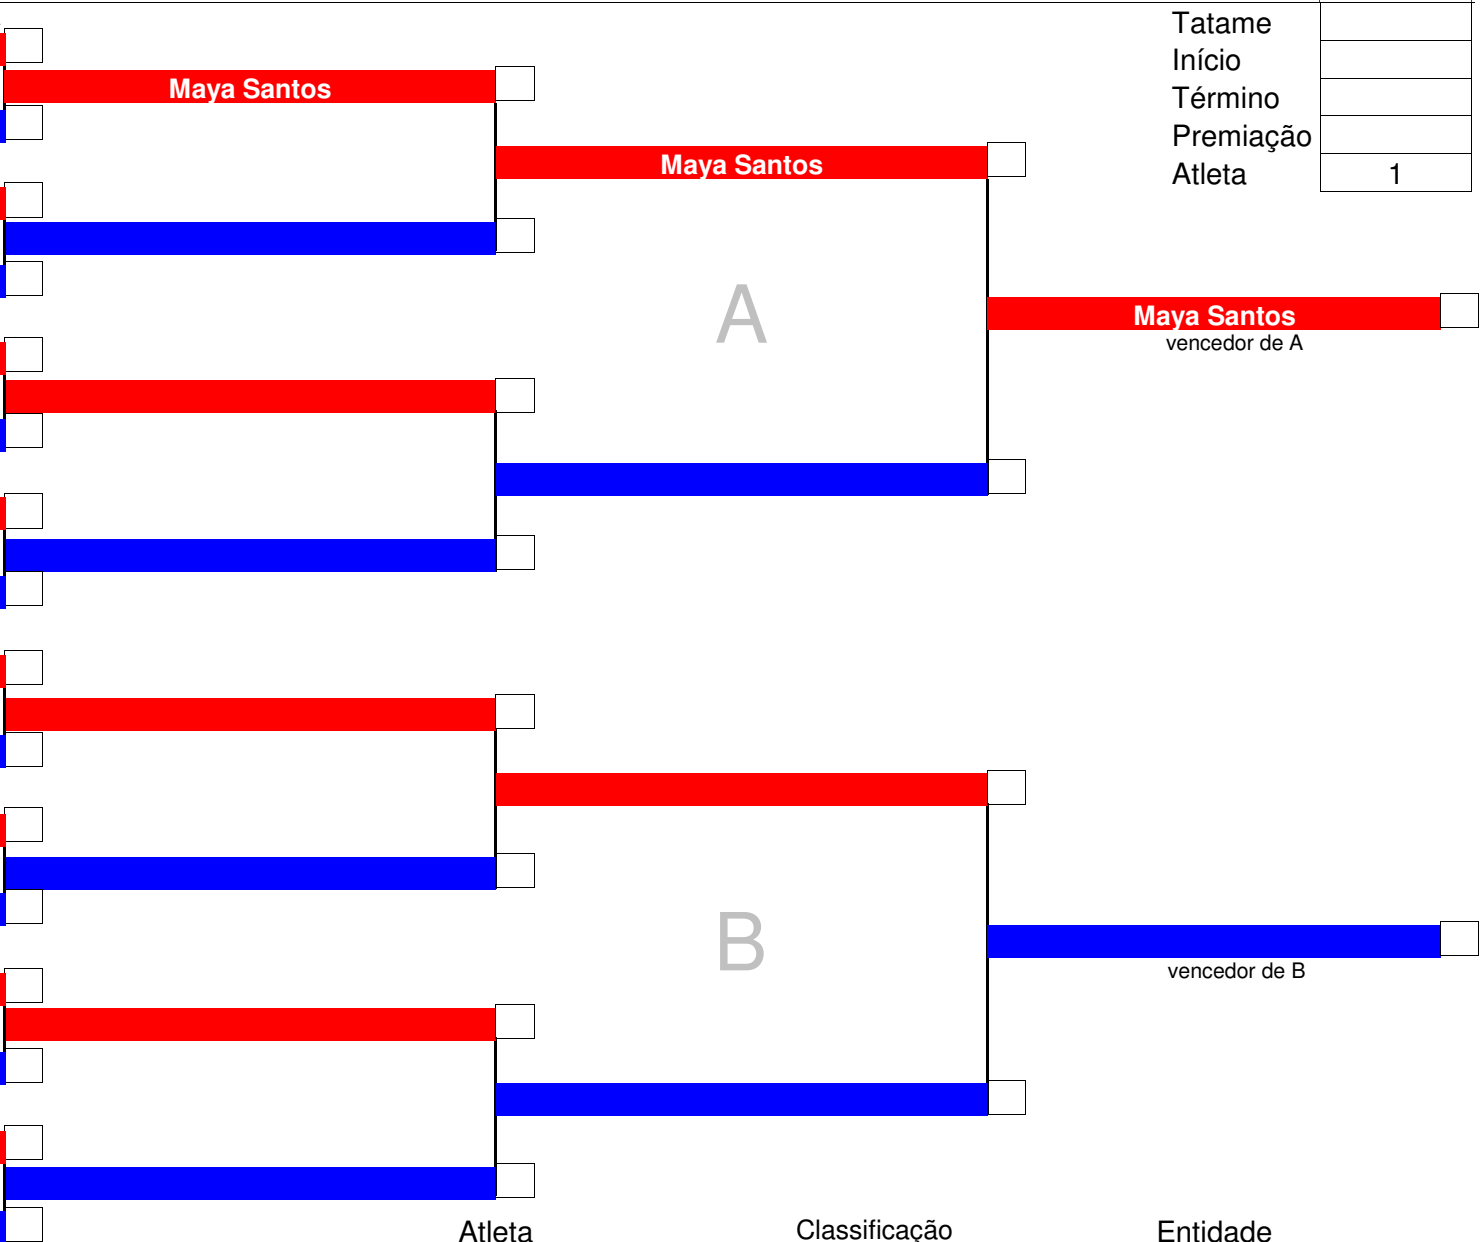 Tatame
Início
Término
Premiação
Atleta 1
Maya Santos
Maya Santos
A
Maya Santos
vencedor de A
B
vencedor de B
Atleta Classificação Entidade